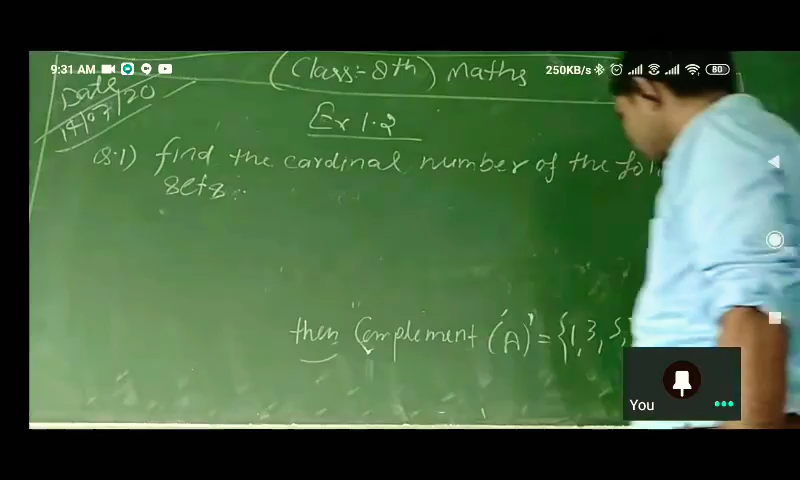 9:31 AM 250KB/s 80
(Class:- 8th) Maths
Date
14/07/20
Ex 1.2
Q.1) find the cardinal number of the foll
sets :-
then "Complement (A)'" = {1, 3, 5,
You